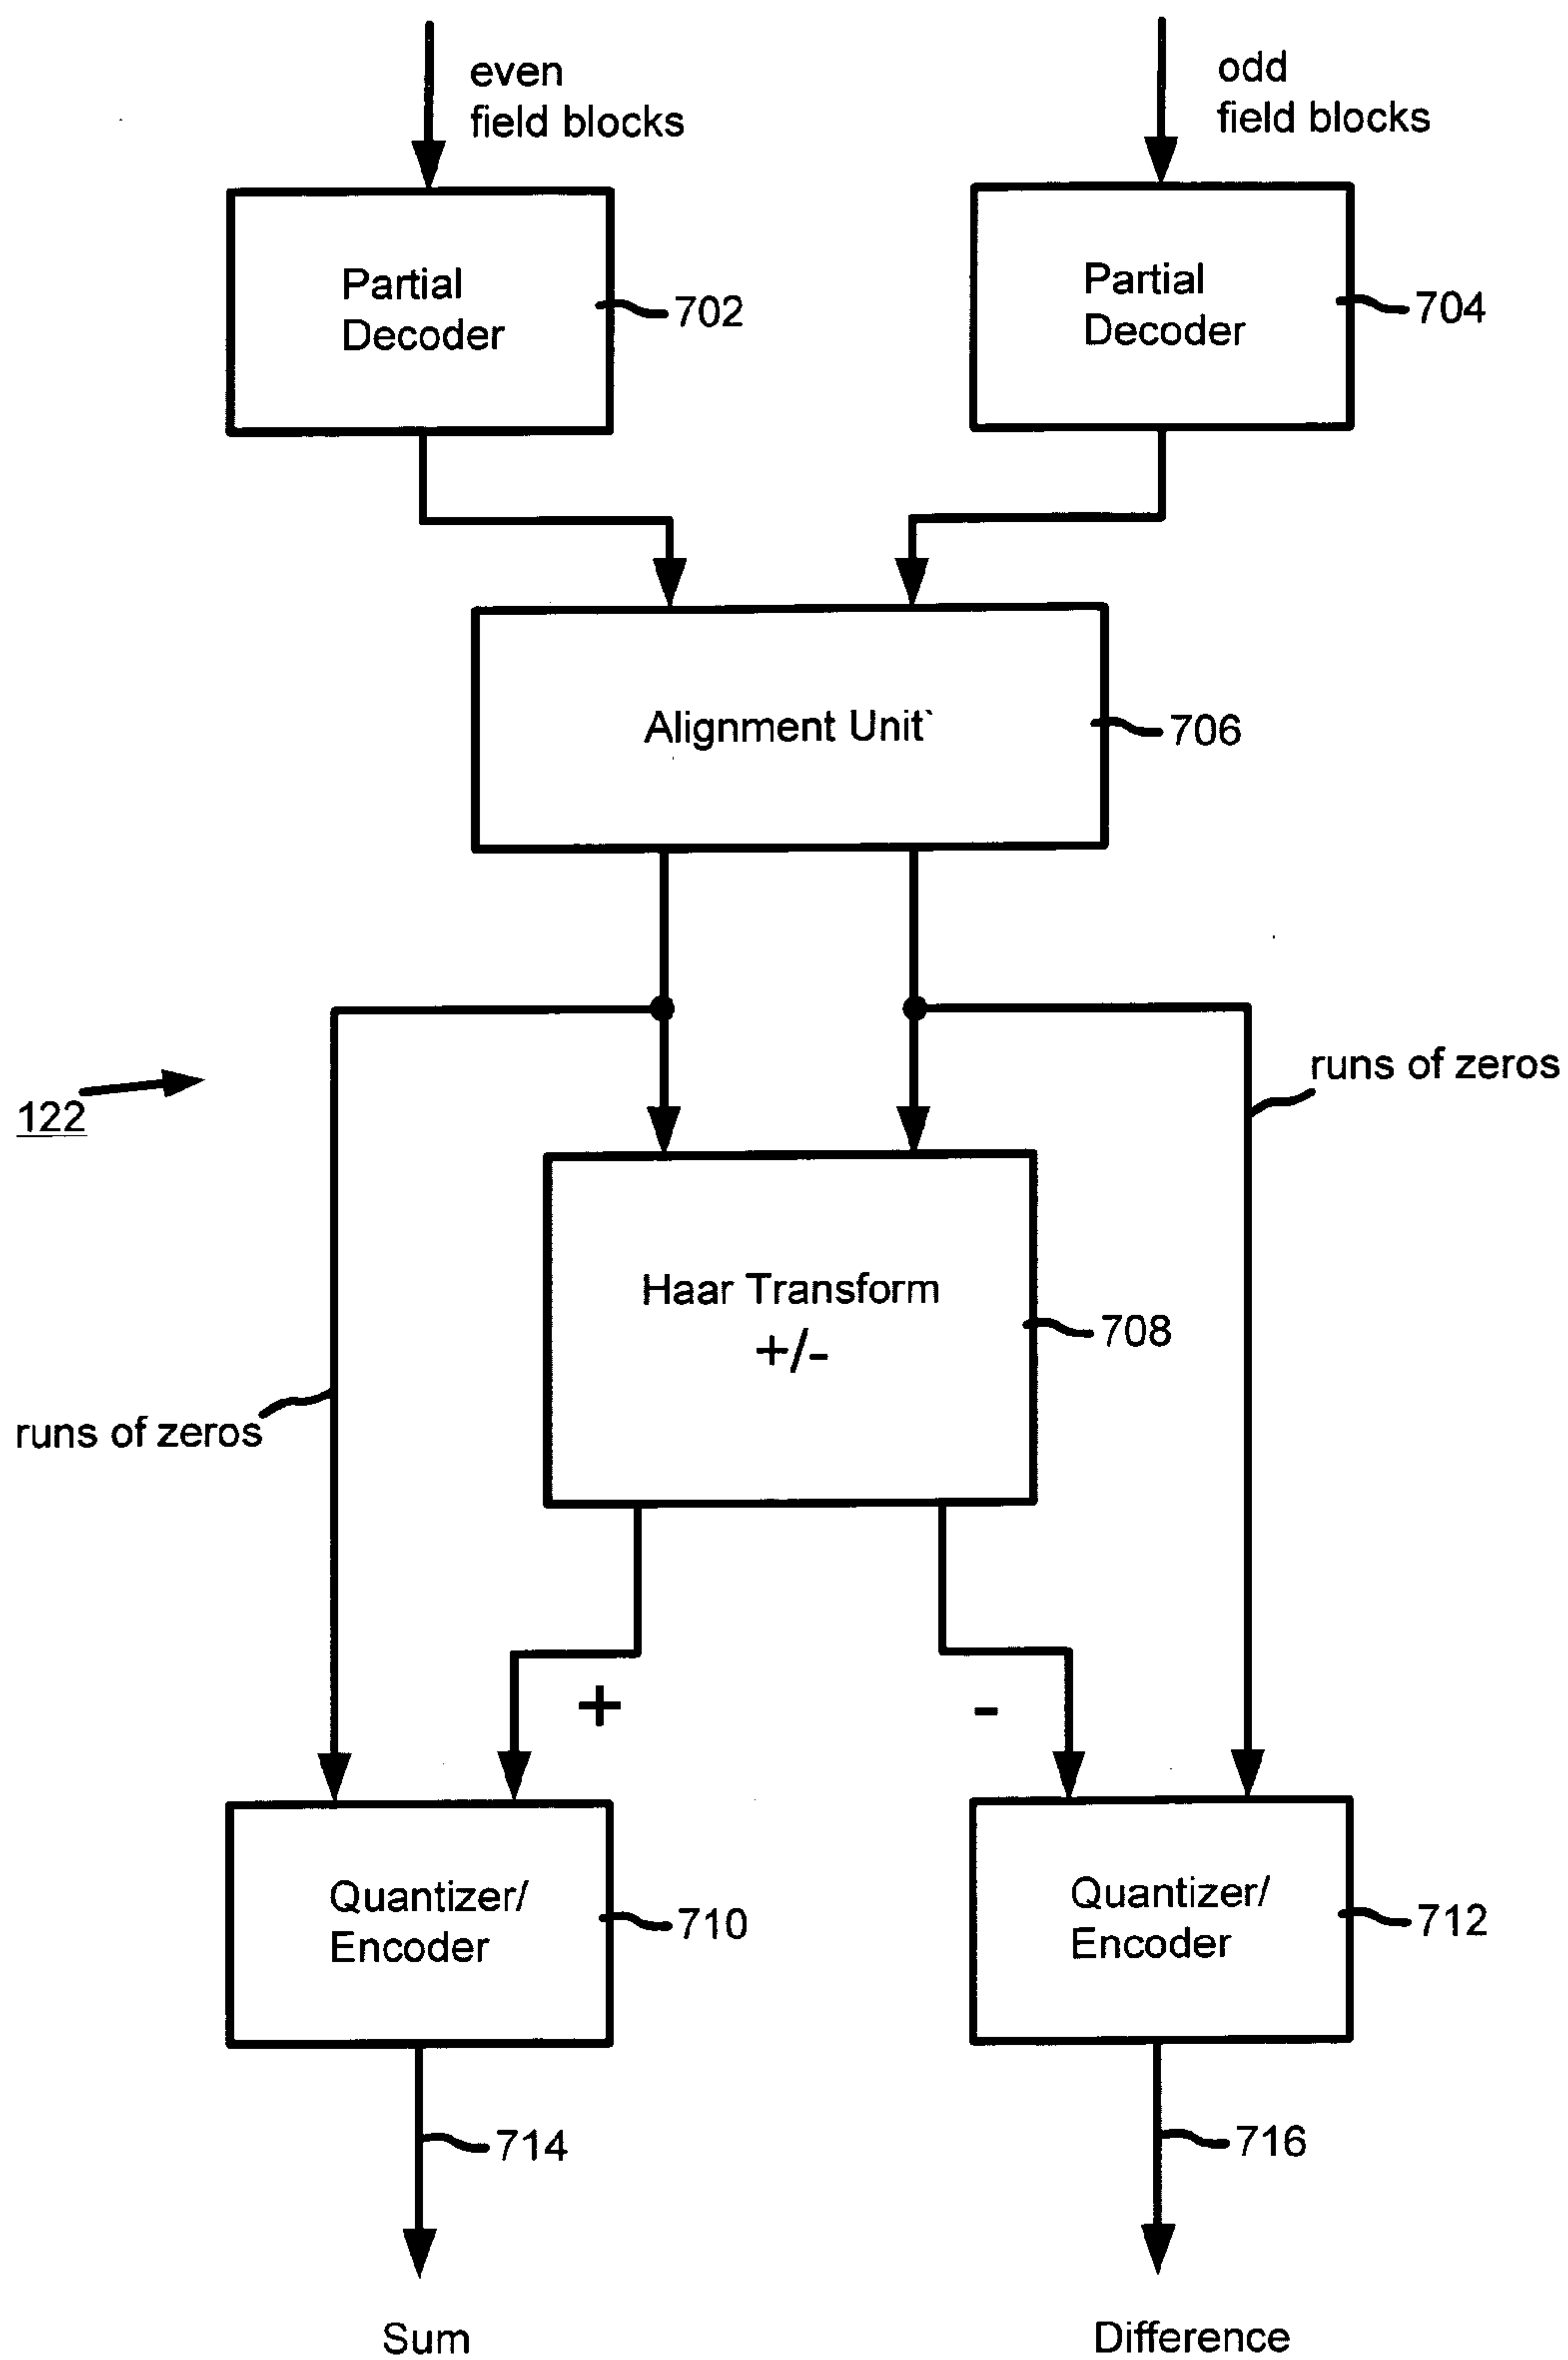 even
field blocks
odd
field blocks
Partial
Decoder
702
Partial
Decoder
704
Alignment Unit`
706
runs of zeros
122
Haar Transform
+/-
708
runs of zeros
+
-
Quantizer/
Encoder
710
Quantizer/
Encoder
712
714
716
Sum
Difference